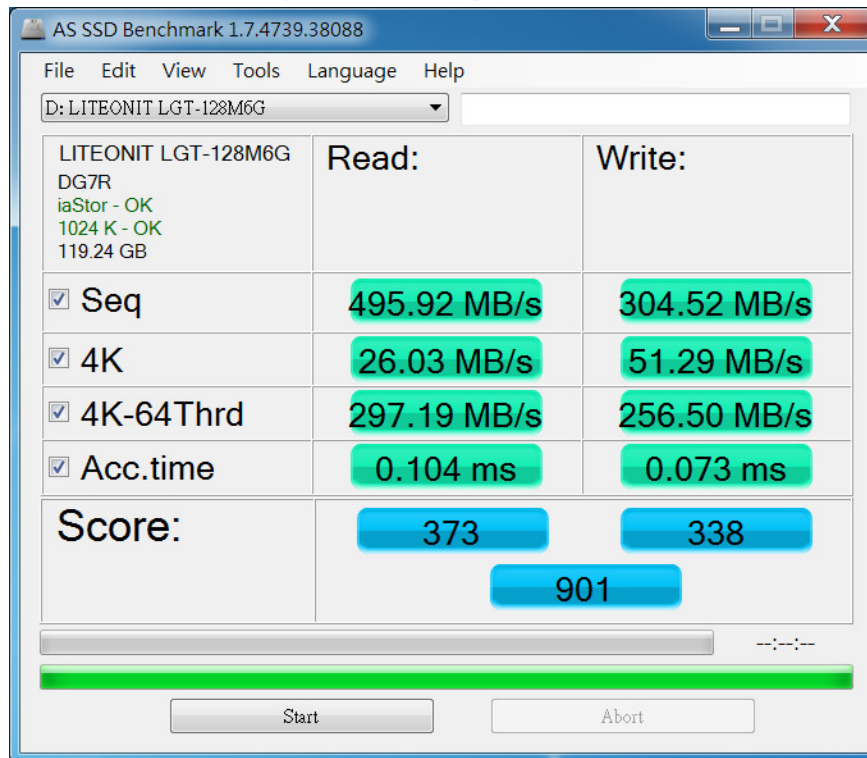 AS SSD Benchmark 1.7.4739.38088
File Edit View Tools Language Help
D: LITEONIT LGT-128M6G
LITEONIT LGT-128M6G
DG7R
iaStor - OK
1024 K - OK
119.24 GB
Read: Write:
Seq 495.92 MB/s 304.52 MB/s
4K 26.03 MB/s 51.29 MB/s
4K-64Thrd 297.19 MB/s 256.50 MB/s
Acc.time 0.104 ms 0.073 ms
Score: 373 338
901
--:--:--
Start Abort